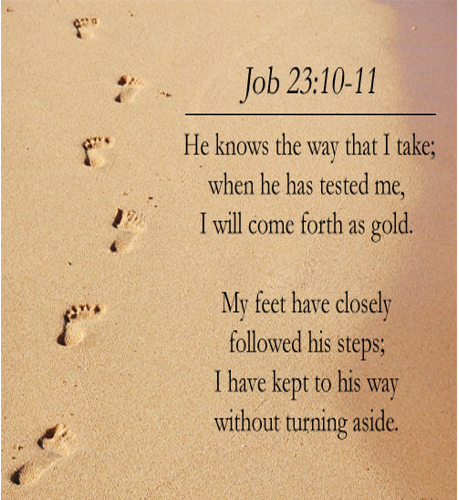 Job 23:10-11
He knows the way that I take;
when he has tested me,
I will come forth as gold.
My feet have closely
followed his steps;
I have kept to his way
without turning aside.